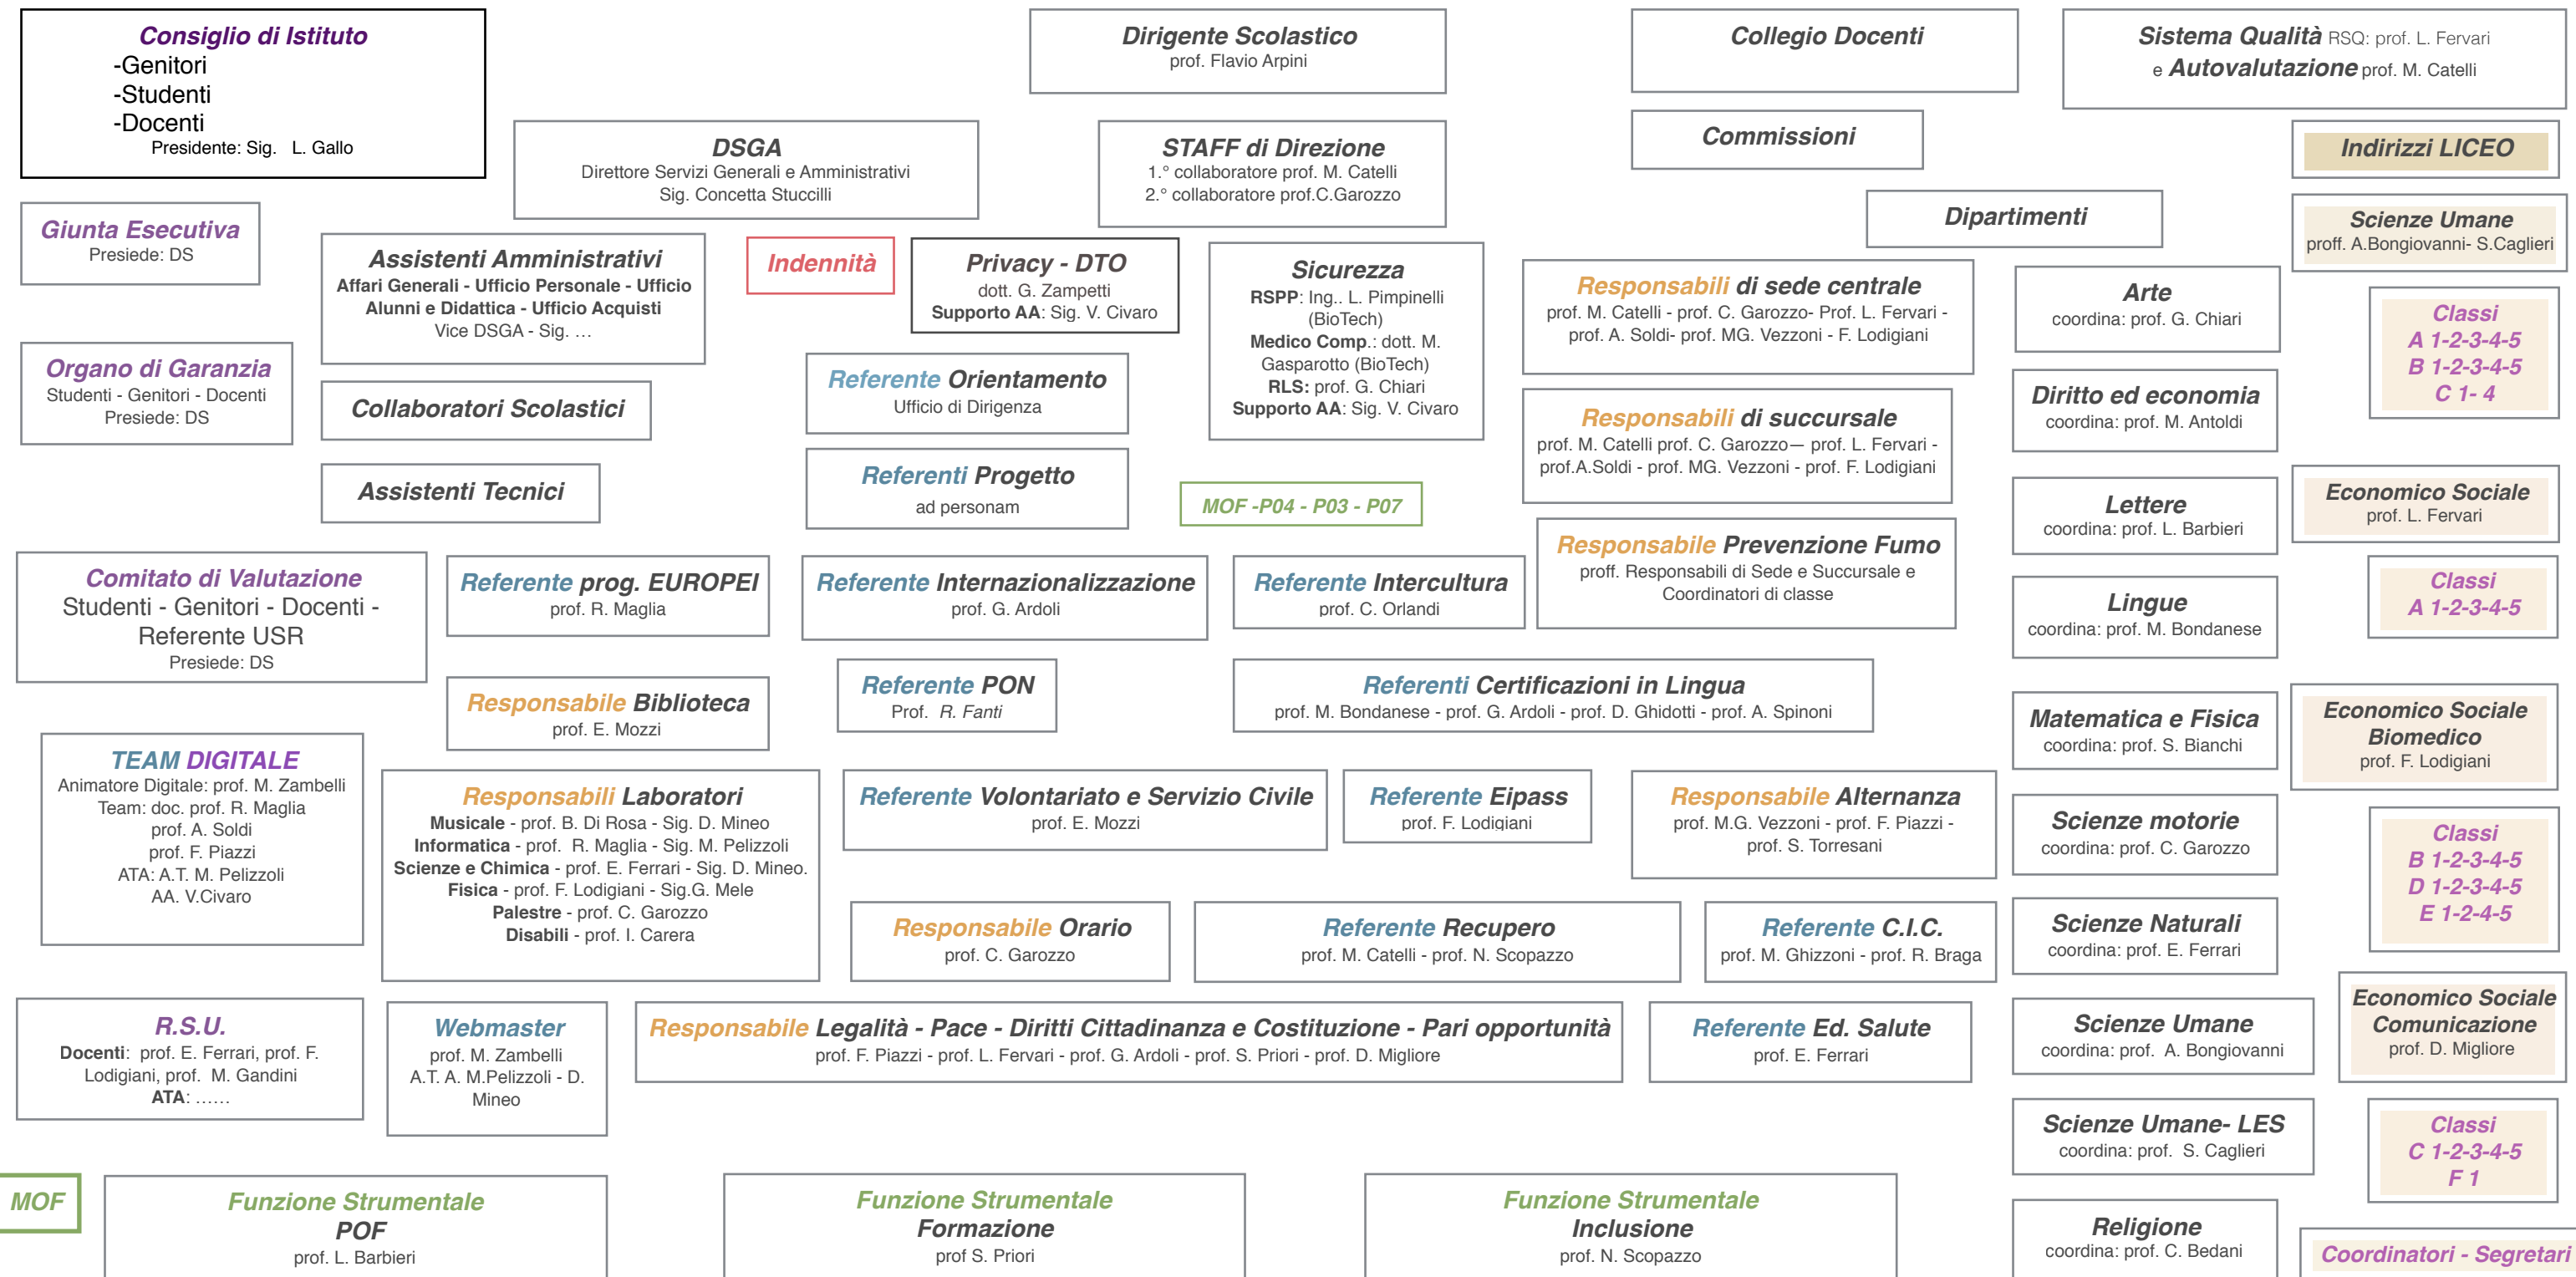 Consiglio di Istituto
-Genitori
-Studenti
-Docenti
Presidente: Sig. L. Gallo
Dirigente Scolastico
prof. Flavio Arpini
Collegio Docenti
Sistema Qualità RSQ: prof. L. Fervari
e Autovalutazione prof. M. Catelli
DSGA
Direttore Servizi Generali e Amministrativi
Sig. Concetta Stuccilli
STAFF di Direzione
1.° collaboratore prof. M. Catelli
2.° collaboratore prof.C.Garozzo
Commissioni
Indirizzi LICEO
Dipartimenti
Giunta Esecutiva
Presiede: DS
Assistenti Amministrativi
Affari Generali - Ufficio Personale - Ufficio
Alunni e Didattica - Ufficio Acquisti
Vice DSGA - Sig. …
Indennità
Privacy - DTO
dott. G. Zampetti
Supporto AA: Sig. V. Civaro
Sicurezza
RSPP: Ing.. L. Pimpinelli
(BioTech)
Medico Comp.: dott. M.
Gasparotto (BioTech)
RLS: prof. G. Chiari
Supporto AA: Sig. V. Civaro
Responsabili di sede centrale
prof. M. Catelli - prof. C. Garozzo- Prof. L. Fervari -
prof. A. Soldi- prof. MG. Vezzoni - F. Lodigiani
Arte
coordina: prof. G. Chiari
Scienze Umane
proff. A.Bongiovanni- S.Caglieri
Classi
A 1-2-3-4-5
B 1-2-3-4-5
C 1- 4
Organo di Garanzia
Studenti - Genitori - Docenti
Presiede: DS
Collaboratori Scolastici
Referente Orientamento
Ufficio di Dirigenza
Responsabili di succursale
prof. M. Catelli prof. C. Garozzo— prof. L. Fervari -
prof.A.Soldi - prof. MG. Vezzoni - prof. F. Lodigiani
Diritto ed economia
coordina: prof. M. Antoldi
Assistenti Tecnici
Referenti Progetto
ad personam
MOF -P04 - P03 - P07
Lettere
coordina: prof. L. Barbieri
Economico Sociale
prof. L. Fervari
Comitato di Valutazione
Studenti - Genitori - Docenti -
Referente USR
Presiede: DS
Referente prog. EUROPEI
prof. R. Maglia
Referente Internazionalizzazione
prof. G. Ardoli
Referente Intercultura
prof. C. Orlandi
Responsabile Prevenzione Fumo
proff. Responsabili di Sede e Succursale e
Coordinatori di classe
Lingue
coordina: prof. M. Bondanese
Classi
A 1-2-3-4-5
Responsabile Biblioteca
prof. E. Mozzi
Referente PON
Prof. R. Fanti
Referenti Certificazioni in Lingua
prof. M. Bondanese - prof. G. Ardoli - prof. D. Ghidotti - prof. A. Spinoni
Matematica e Fisica
coordina: prof. S. Bianchi
Economico Sociale
Biomedico
prof. F. Lodigiani
TEAM DIGITALE
Animatore Digitale: prof. M. Zambelli
Team: doc. prof. R. Maglia
prof. A. Soldi
prof. F. Piazzi
ATA: A.T. M. Pelizzoli
AA. V.Civaro
Responsabili Laboratori
Musicale - prof. B. Di Rosa - Sig. D. Mineo
Informatica - prof. R. Maglia - Sig. M. Pelizzoli
Scienze e Chimica - prof. E. Ferrari - Sig. D. Mineo.
Fisica - prof. F. Lodigiani - Sig.G. Mele
Palestre - prof. C. Garozzo
Disabili - prof. I. Carera
Referente Volontariato e Servizio Civile
prof. E. Mozzi
Referente Eipass
prof. F. Lodigiani
Responsabile Alternanza
prof. M.G. Vezzoni - prof. F. Piazzi -
prof. S. Torresani
Scienze motorie
coordina: prof. C. Garozzo
Classi
B 1-2-3-4-5
D 1-2-3-4-5
E 1-2-4-5
Responsabile Orario
prof. C. Garozzo
Referente Recupero
prof. M. Catelli - prof. N. Scopazzo
Referente C.I.C.
prof. M. Ghizzoni - prof. R. Braga
Scienze Naturali
coordina: prof. E. Ferrari
R.S.U.
Docenti: prof. E. Ferrari, prof. F.
Lodigiani, prof. M. Gandini
ATA: ……
Webmaster
prof. M. Zambelli
A.T. A. M.Pelizzoli - D.
Mineo
Responsabile Legalità - Pace - Diritti Cittadinanza e Costituzione - Pari opportunità
prof. F. Piazzi - prof. L. Fervari - prof. G. Ardoli - prof. S. Priori - prof. D. Migliore
Referente Ed. Salute
prof. E. Ferrari
Scienze Umane
coordina: prof. A. Bongiovanni
Economico Sociale
Comunicazione
prof. D. Migliore
Scienze Umane- LES
coordina: prof. S. Caglieri
Classi
C 1-2-3-4-5
F 1
MOF
Funzione Strumentale
POF
prof. L. Barbieri
Funzione Strumentale
Formazione
prof S. Priori
Funzione Strumentale
Inclusione
prof. N. Scopazzo
Religione
coordina: prof. C. Bedani
Coordinatori - Segretari